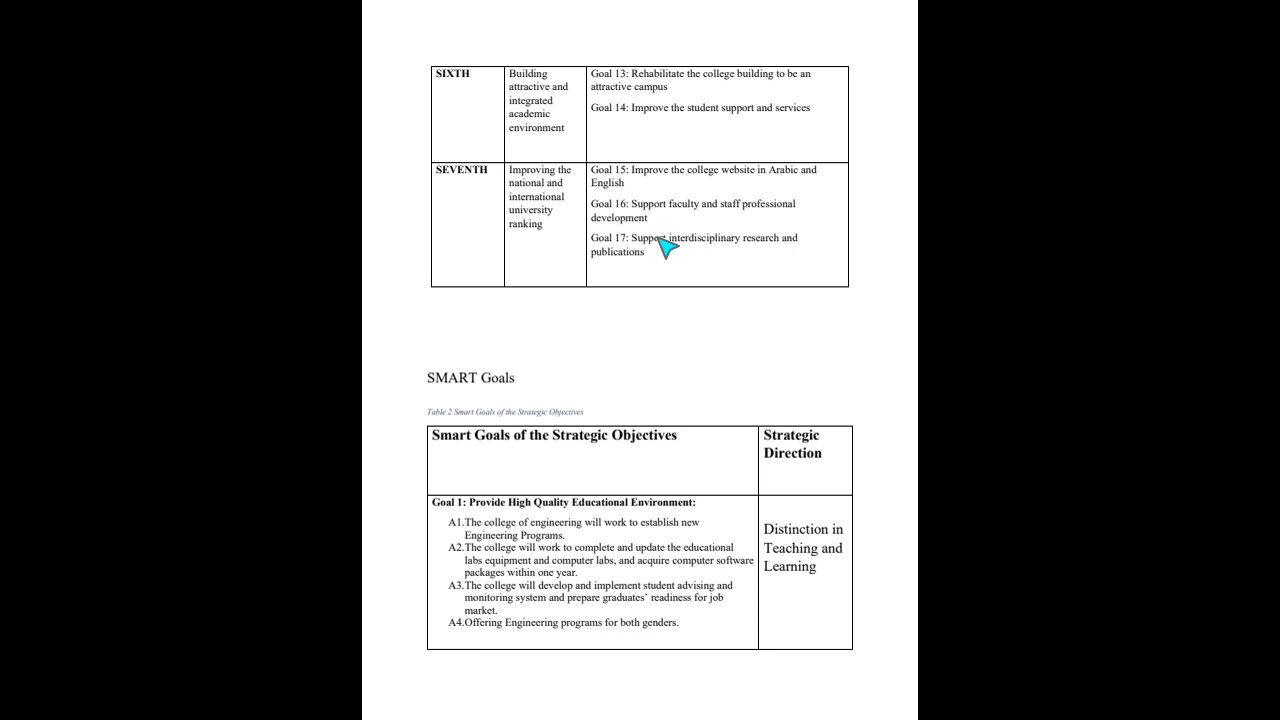 SIXTH
Building
attractive and
integrated
academic
environment
Goal 13: Rehabilitate the college building to be an
attractive campus
Goal 14: Improve the student support and services
SEVENTH
Improving the
national and
international
university
ranking
Goal 15: Improve the college website in Arabic and
English
Goal 16: Support faculty and staff professional
development
Goal 17: Support interdisciplinary research and
publications
SMART Goals
Table 2 Smart Goals of the Strategic Objectives
Smart Goals of the Strategic Objectives
Strategic
Direction
Goal 1: Provide High Quality Educational Environment:
A1.The college of engineering will work to establish new
Engineering Programs.
A2.The college will work to complete and update the educational
labs equipment and computer labs, and acquire computer software
packages within one year.
A3.The college will develop and implement student advising and
monitoring system and prepare graduates’ readiness for job
market.
A4.Offering Engineering programs for both genders.
Distinction in
Teaching and
Learning